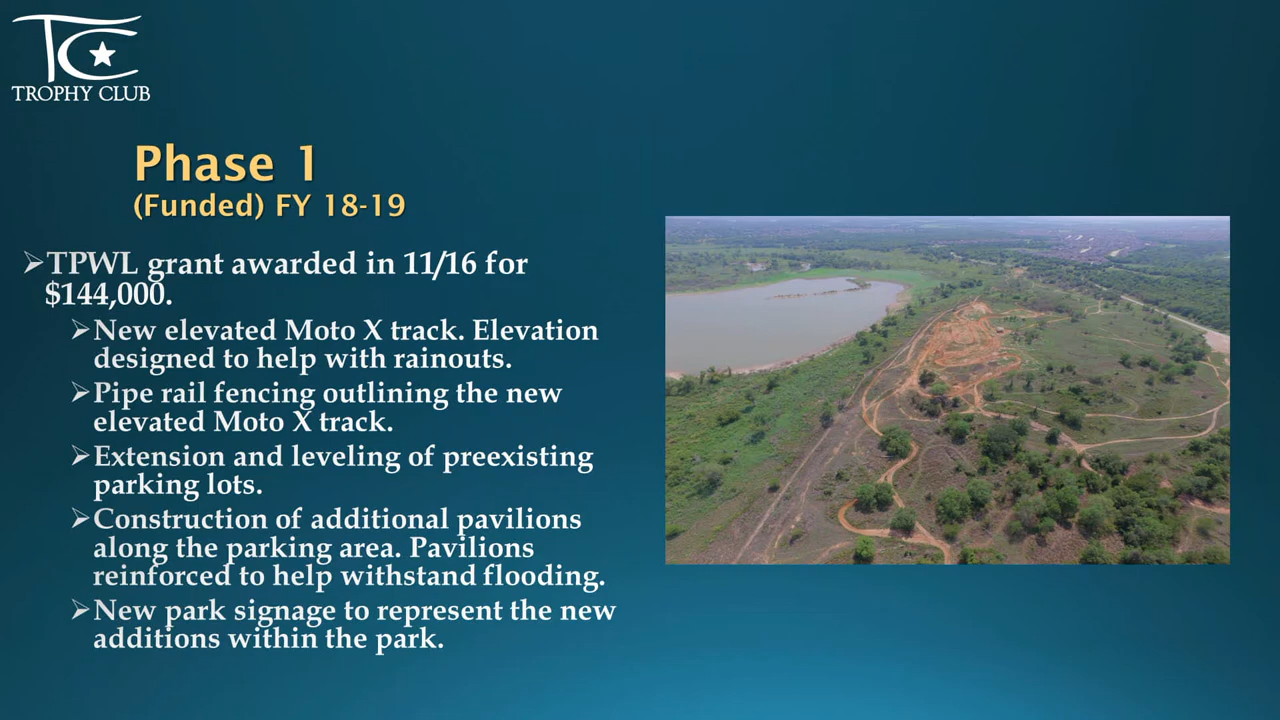 TC
TROPHY CLUB
Phase 1
(Funded) FY 18-19
➢TPWL grant awarded in 11/16 for
$144,000.
➢New elevated Moto X track. Elevation
designed to help with rainouts.
➢Pipe rail fencing outlining the new
elevated Moto X track.
➢Extension and leveling of preexisting
parking lots.
➢Construction of additional pavilions
along the parking area. Pavilions
reinforced to help withstand flooding.
➢New park signage to represent the new
additions within the park.